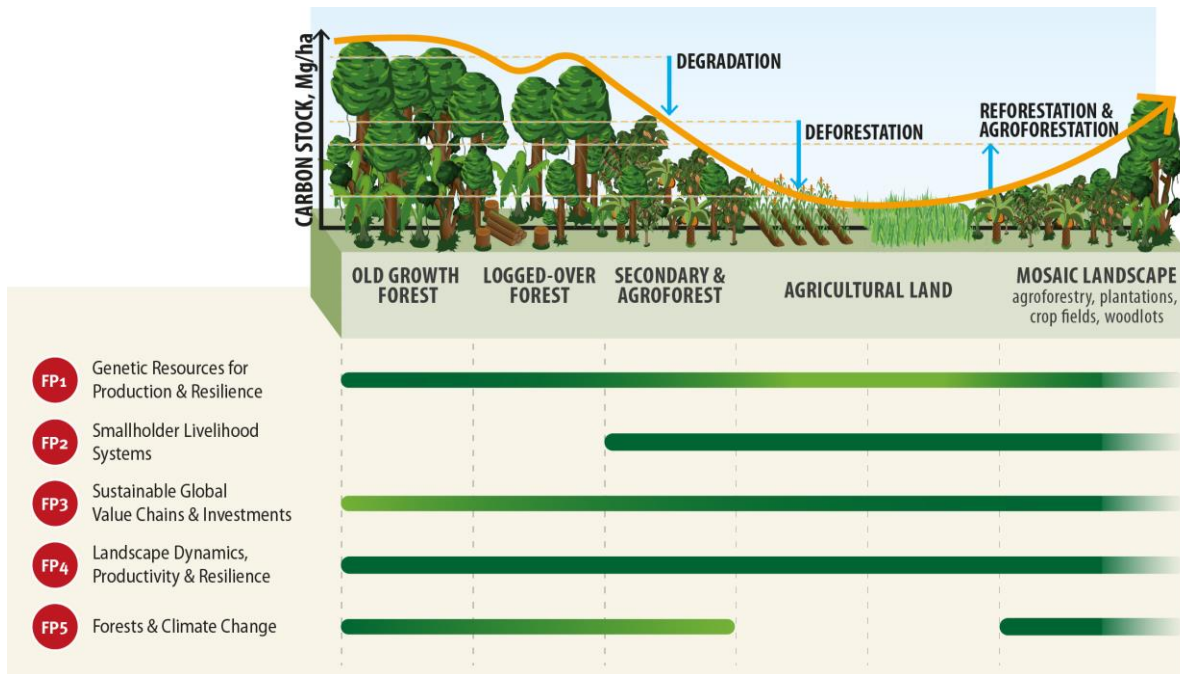 CARBON STOCK, Mg/ha
DEGRADATION
DEFORESTATION
REFORESTATION &
AGROFORESTATION
OLD GROWTH
FOREST
LOGGED-OVER
FOREST
SECONDARY &
AGROFOREST
AGRICULTURAL LAND
MOSAIC LANDSCAPE
agroforestry, plantations,
crop fields, woodlots
FP1
Genetic Resources for
Production & Resilience
FP2
Smallholder Livelihood
Systems
FP3
Sustainable Global
Value Chains & Investments
FP4
Landscape Dynamics,
Productivity & Resilience
FP5
Forests & Climate Change